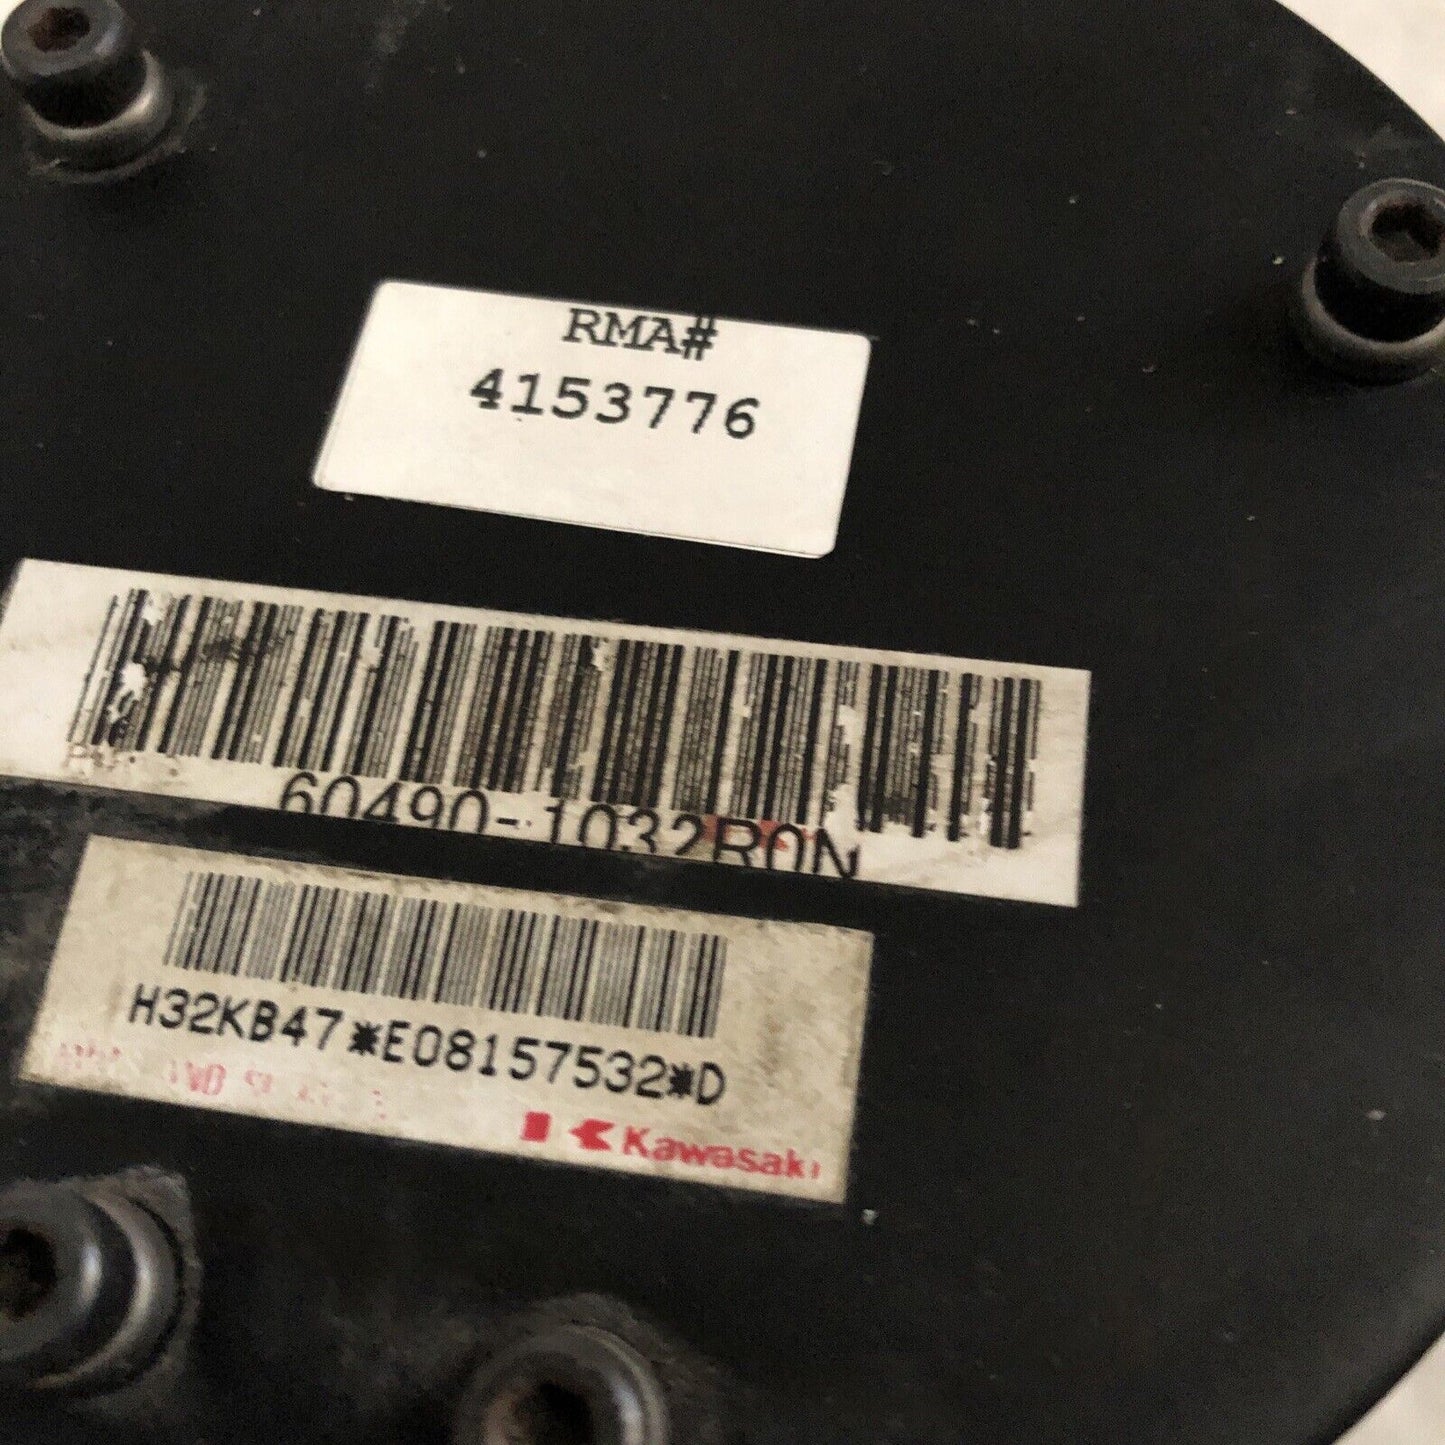 RMA#
4153776
60490-1032R0N
H32KB47*E08157532*D
Kawasaki